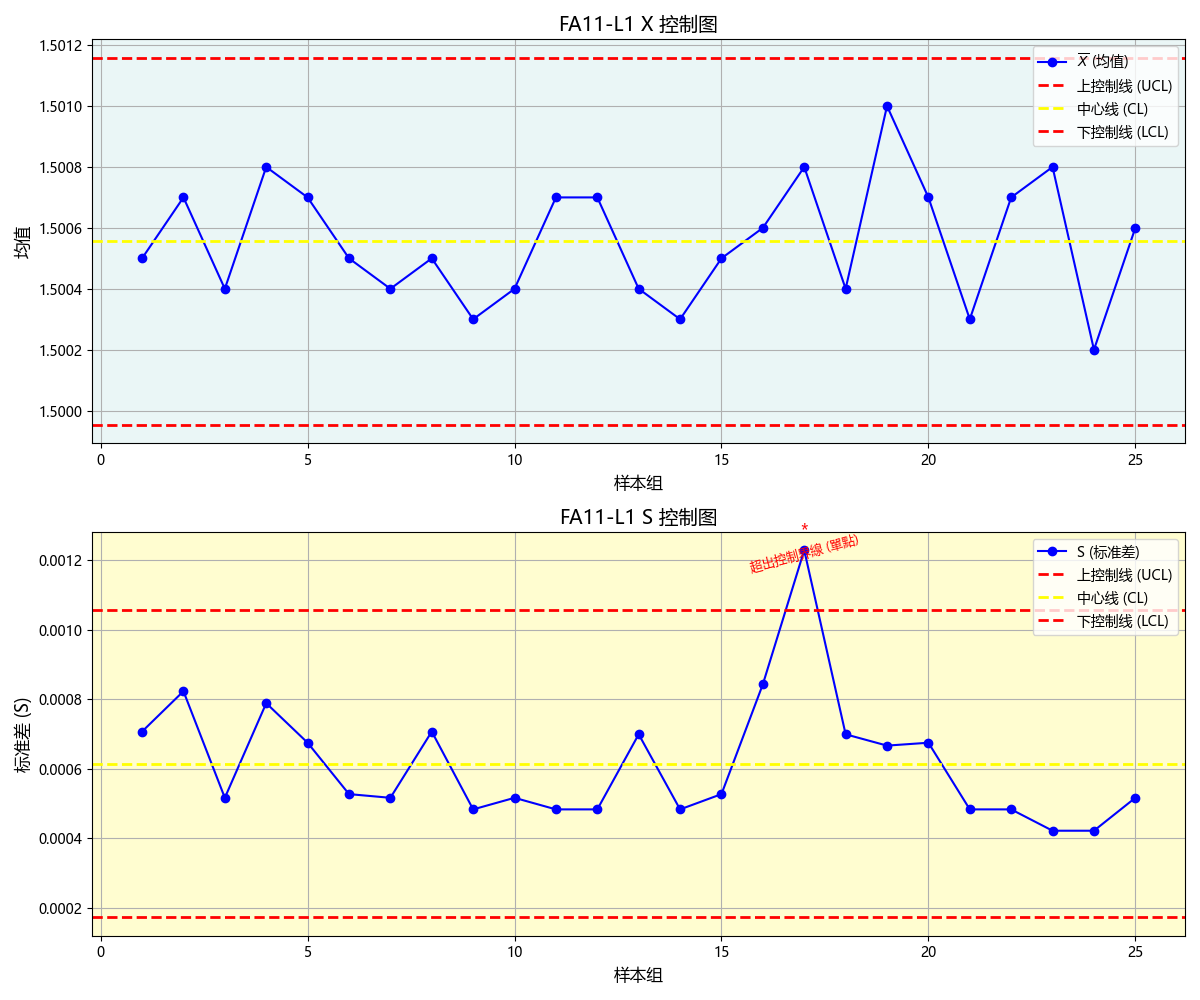 FA11-L1 X 控制图
1.5012
1.5010
1.5008
1.5006
1.5004
1.5002
1.5000
均值
X (均值)
上控制线 (UCL)
中心线 (CL)
下控制线 (LCL)
0 5 10 15 20 25
样本组
FA11-L1 S 控制图
*
超出控制界線 (單點)
0.0012
0.0010
0.0008
0.0006
0.0004
0.0002
标准差 (S)
S (标准差)
上控制线 (UCL)
中心线 (CL)
下控制线 (LCL)
0 5 10 15 20 25
样本组